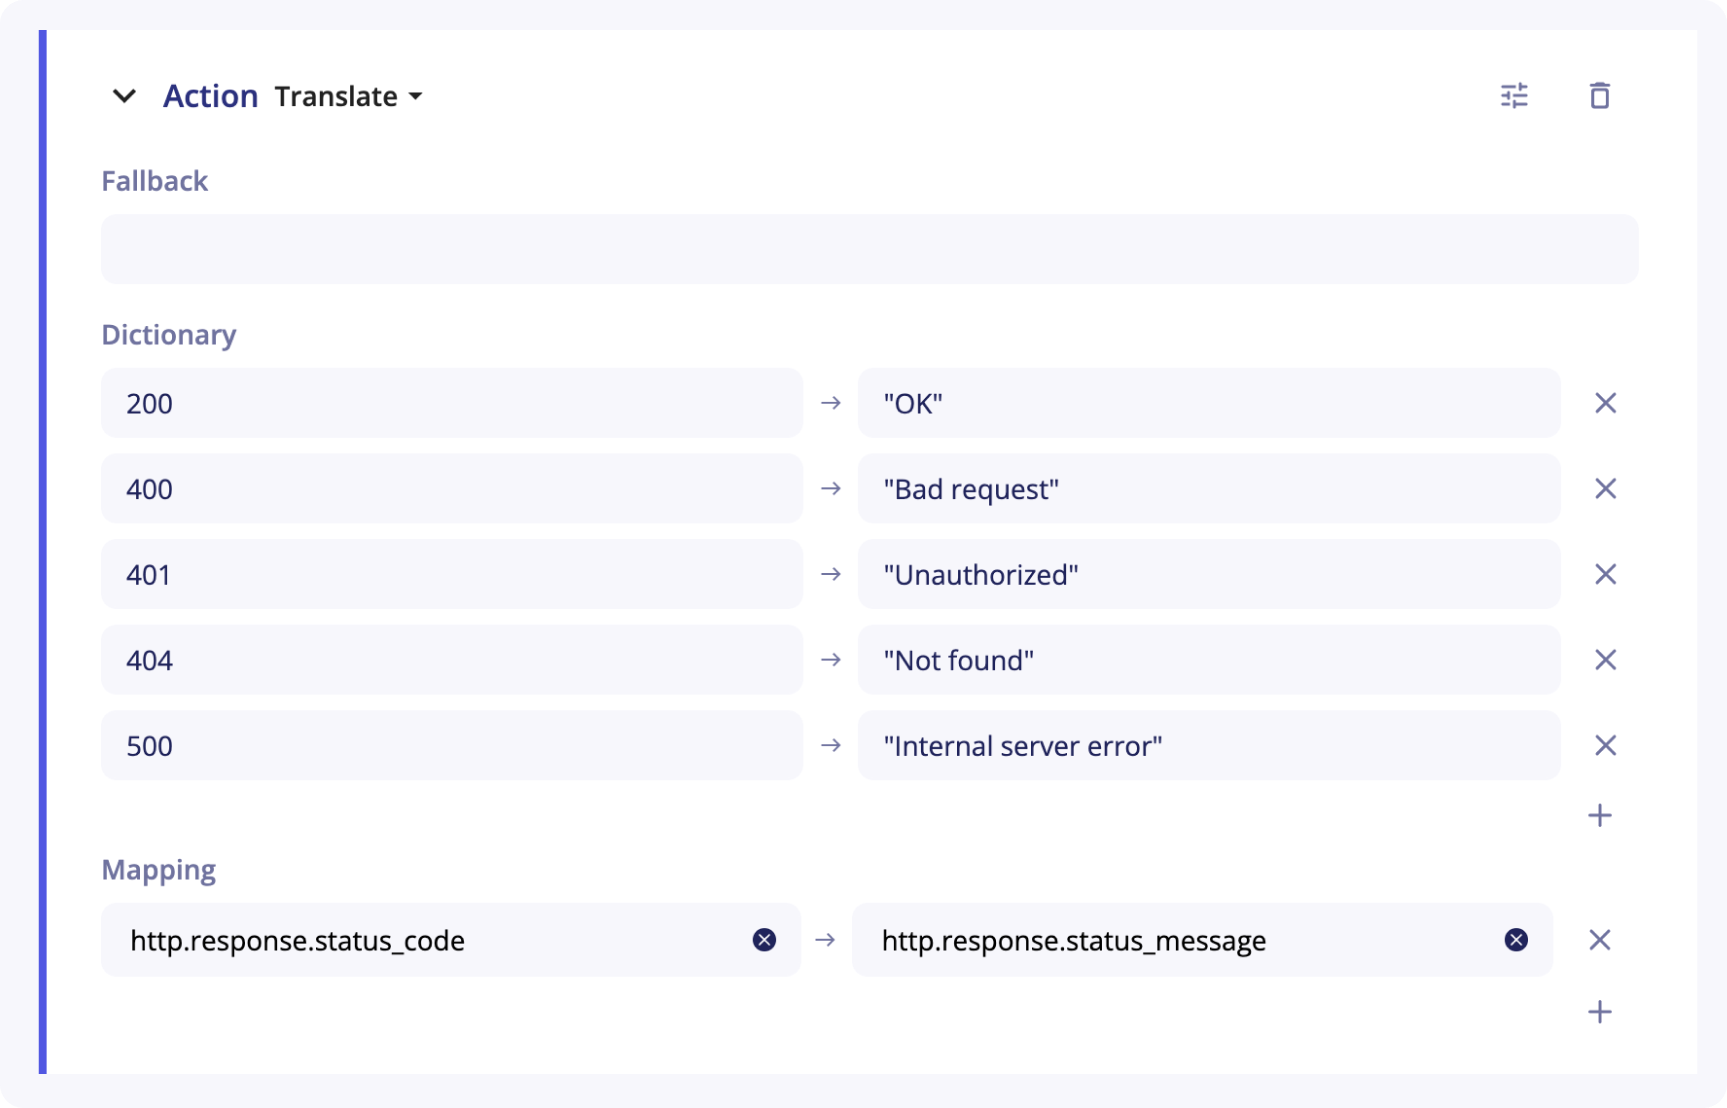 Action Translate
Fallback
Dictionary
200 → "OK"
400 → "Bad request"
401 → "Unauthorized"
404 → "Not found"
500 → "Internal server error"
Mapping
http.response.status_code → http.response.status_message